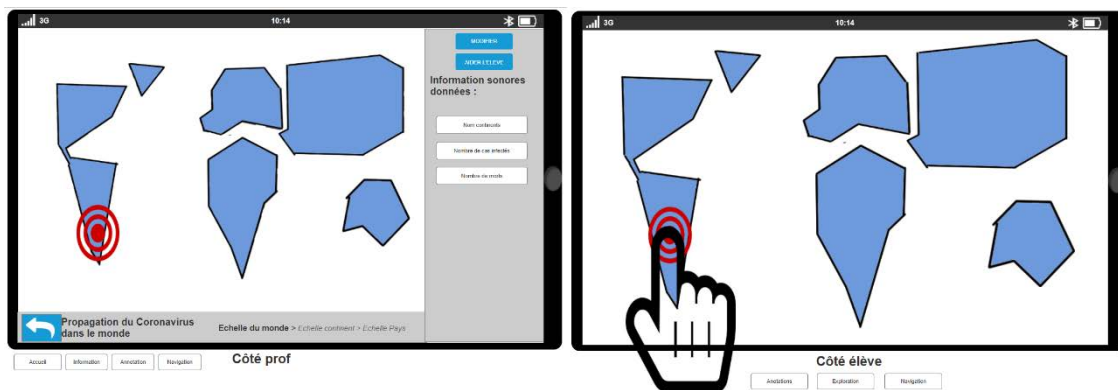 3G 10:14
MODIFIER
AIDER L'ELEVE
Information sonores
données :
Nom continents
Nombre de cas infectés
Nombre de morts
Propagation du Coronavirus
dans le monde
Echelle du monde > Echelle continent > Echelle Pays
Accueil Information Annotation Navigation
Côté prof
3G 10:14
Côté élève
Anotations Exploration Navigation